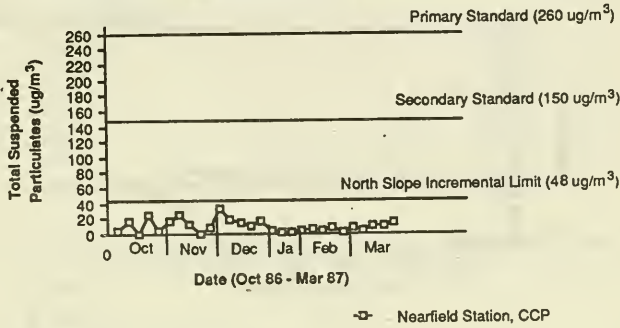 Primary Standard (260 ug/m³)
260
240
220
200
180
160
140
120
100
80
60
40
20
0
Total Suspended
Particulates (ug/m³)
Secondary Standard (150 ug/m³)
North Slope Incremental Limit (48 ug/m³)
0
Oct
Nov
Dec
Ja
Feb
Mar
Date (Oct 86 - Mar 87)
Nearfield Station, CCP